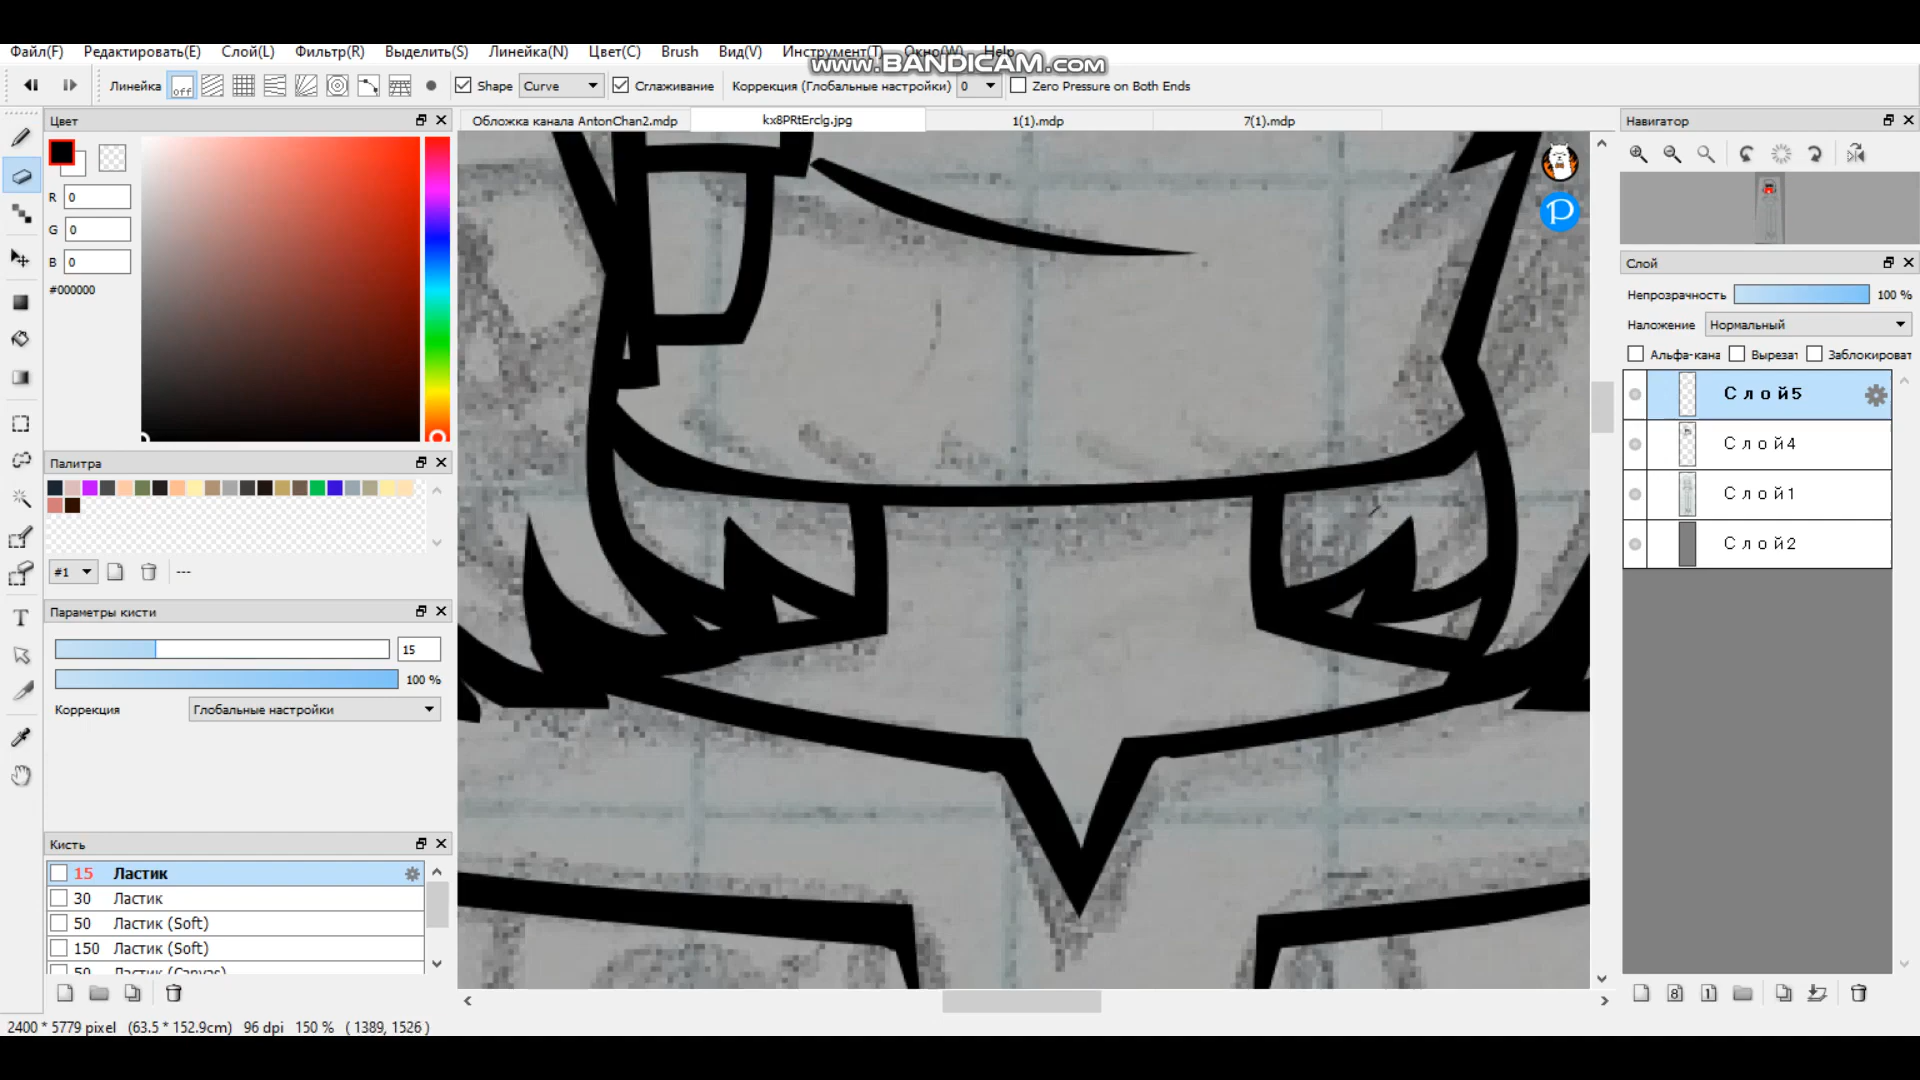 Файл(F) Редактировать(E) Слой(L) Фильтр(R) Выделить(S) Линейка(N) Цвет(C) Brush Вид(V) Инструмент(T) Окно(W) Help
www.BANDICAM.com
Линейка off Shape Curve Сглаживание Коррекция (Глобальные настройки) 0 Zero Pressure on Both Ends
Цвет
Обложка канала AntonChan2.mdp kx8PRtErclg.jpg 1(1).mdp 7(1).mdp
Навигатор
R 0
G 0
B 0
#000000
P
Слой
Непрозрачность 100 %
Наложение Нормальный
Альфа-кана Вырезат Заблокироват
Слой5
Слой4
Слой1
Слой2
Палитра
#1 ---
Параметры кисти
15
100 %
Коррекция Глобальные настройки
Кисть
15 Ластик
30 Ластик
50 Ластик (Soft)
150 Ластик (Soft)
50 Ластик (Canvas)
8 1
2400 * 5779 pixel (63.5 * 152.9cm) 96 dpi 150 % ( 1389, 1526 )